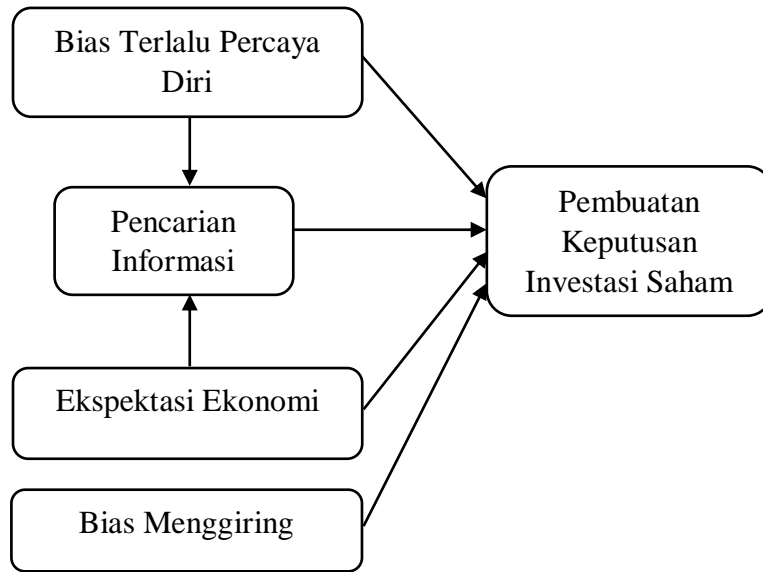 Bias Terlalu Percaya
Diri
Pencarian
Informasi
Pembuatan
Keputusan
Investasi Saham
Ekspektasi Ekonomi
Bias Menggiring